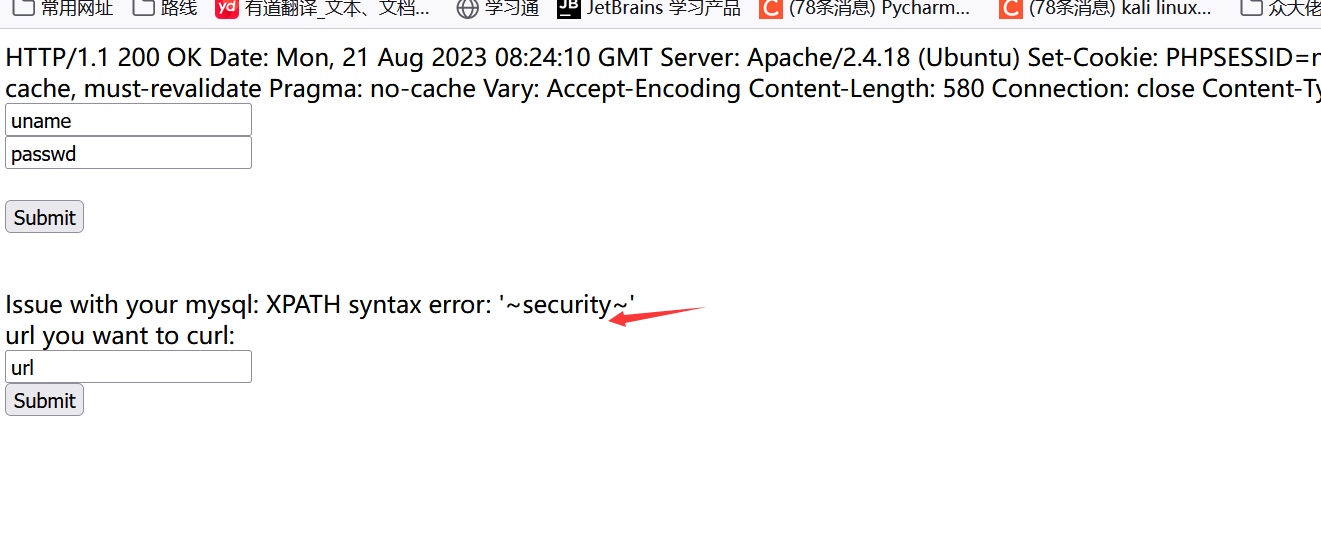 常用网址 路线 yd 有道翻译_文本、文档... 学习通 JB JetBrains 学习产品 C (78条消息) Pycharm... C (78条消息) kali linux... 众大佬
HTTP/1.1 200 OK Date: Mon, 21 Aug 2023 08:24:10 GMT Server: Apache/2.4.18 (Ubuntu) Set-Cookie: PHPSESSID=
cache, must-revalidate Pragma: no-cache Vary: Accept-Encoding Content-Length: 580 Connection: close Content-Ty
uname
passwd
Submit
Issue with your mysql: XPATH syntax error: '~security~'
url you want to curl:
url
Submit